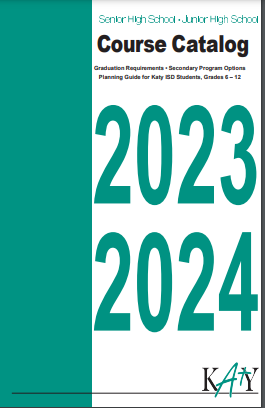 Senior High School • Junior High School
Course Catalog
Graduation Requirements • Secondary Program Options
Planning Guide for Katy ISD Students, Grades 6 – 12
2023
2024
KATY